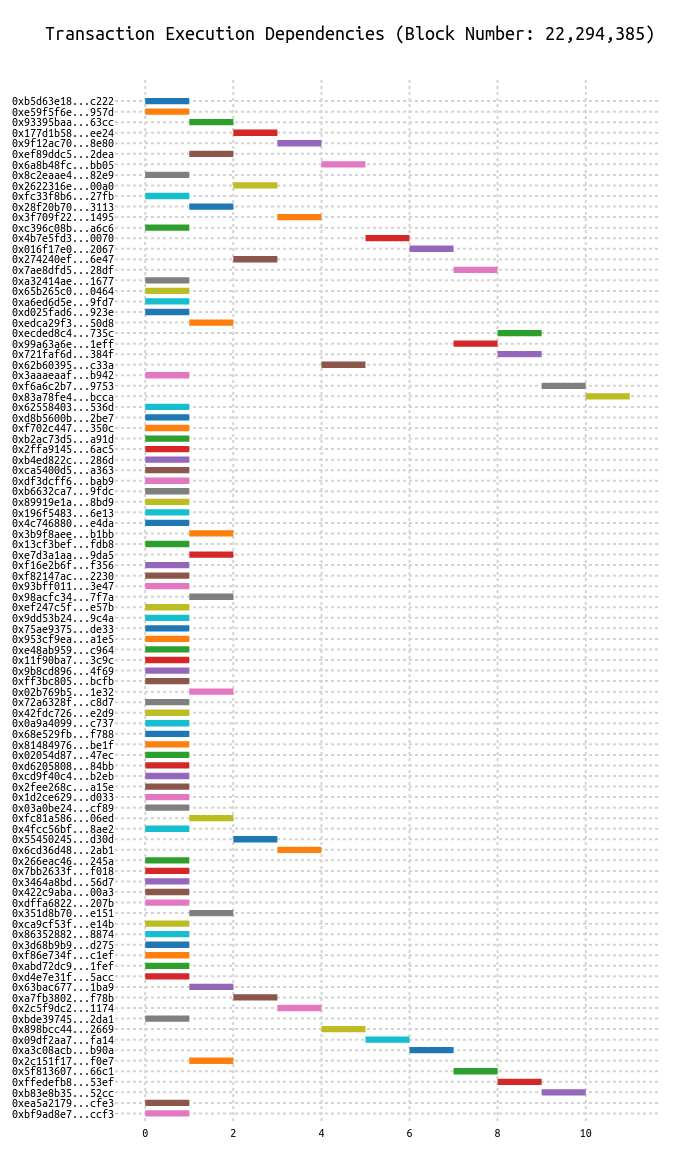 Transaction Execution Dependencies (Block Number: 22,294,385)
0xb5d63e18...c222
0xe59f5f6e...957d
0x93395baa...63cc
0x177d1b58...ee24
0x9f12ac70...8e80
0xef89ddc5...2dea
0x6a8b48fc...bb05
0x8c2eaae4...82e9
0x2622316e...00a0
0xfc33f8b6...27fb
0x28f20b70...3113
0x3f709f22...1495
0xc396c08b...a6c6
0x4b7e5fd3...0070
0x016f17e0...2067
0x274240ef...6e47
0x7ae8dfd5...28df
0xa32414ae...1677
0x65b265c0...0464
0xa6ed6d5e...9fd7
0xd025fad6...923e
0xedca29f3...50d8
0xecded8c4...735c
0x99a63a6e...1eff
0x721faf6d...384f
0x62b60395...c33a
0x3aaaeaaf...b942
0xf6a6c2b7...9753
0x83a78fe4...bcca
0x62558403...536d
0xd8b5600b...2be7
0xf702c447...350c
0xb2ac73d5...a91d
0x2ffa9145...6ac5
0xb4ed822c...286d
0xca5400d5...a363
0xdf3dcff6...bab9
0xb6632ca7...9fdc
0x89919e1a...8bd9
0x196f5483...6e13
0x4c746880...e4da
0x3b9f8aee...b1bb
0x13cf3bef...fdb8
0xe7d3a1aa...9da5
0xf16e2b6f...f356
0xf82147ac...2230
0x93bff011...3e47
0x98acfc34...7f7a
0xef247c5f...e57b
0x9dd53b24...9c4a
0x75ae9375...de33
0x953cf9ea...a1e5
0xe48ab959...c964
0x11f90ba7...3c9c
0x9b8cd896...4f69
0xff3bc805...bcfb
0x02b769b5...1e32
0x72a6328f...c8d7
0x42fdc726...e2d9
0x0a9a4099...c737
0x68e529fb...f788
0x81484976...be1f
0x02054d87...47ec
0xd6205808...84bb
0xcd9f40c4...b2eb
0x2fee268c...a15e
0x1d2ce629...d033
0x03a0be24...cf89
0xfc81a586...06ed
0x4fcc56bf...8ae2
0x55450245...d30d
0x6cd36d48...2ab1
0x266eac46...245a
0x7bb2633f...f018
0x3464a8bd...56d7
0x422c9aba...00a3
0xdffa6822...207b
0x351d8b70...e151
0xca9cf53f...e14b
0x86352882...8874
0x3d68b9b9...d275
0xf86e734f...c1ef
0xabd72dc9...1fef
0xd4e7e31f...5acc
0x63bac677...1ba9
0xa7fb3802...f78b
0x2c5f9dc2...1174
0xbde39745...2da1
0x898bcc44...2669
0x09df2aa7...fa14
0xa3c08acb...b90a
0x2c151f17...f0e7
0x5f813607...66c1
0xffedefb8...53ef
0xb83e8b35...52cc
0xea5a2179...cfe3
0xbf9ad8e7...ccf3
0 2 4 6 8 10